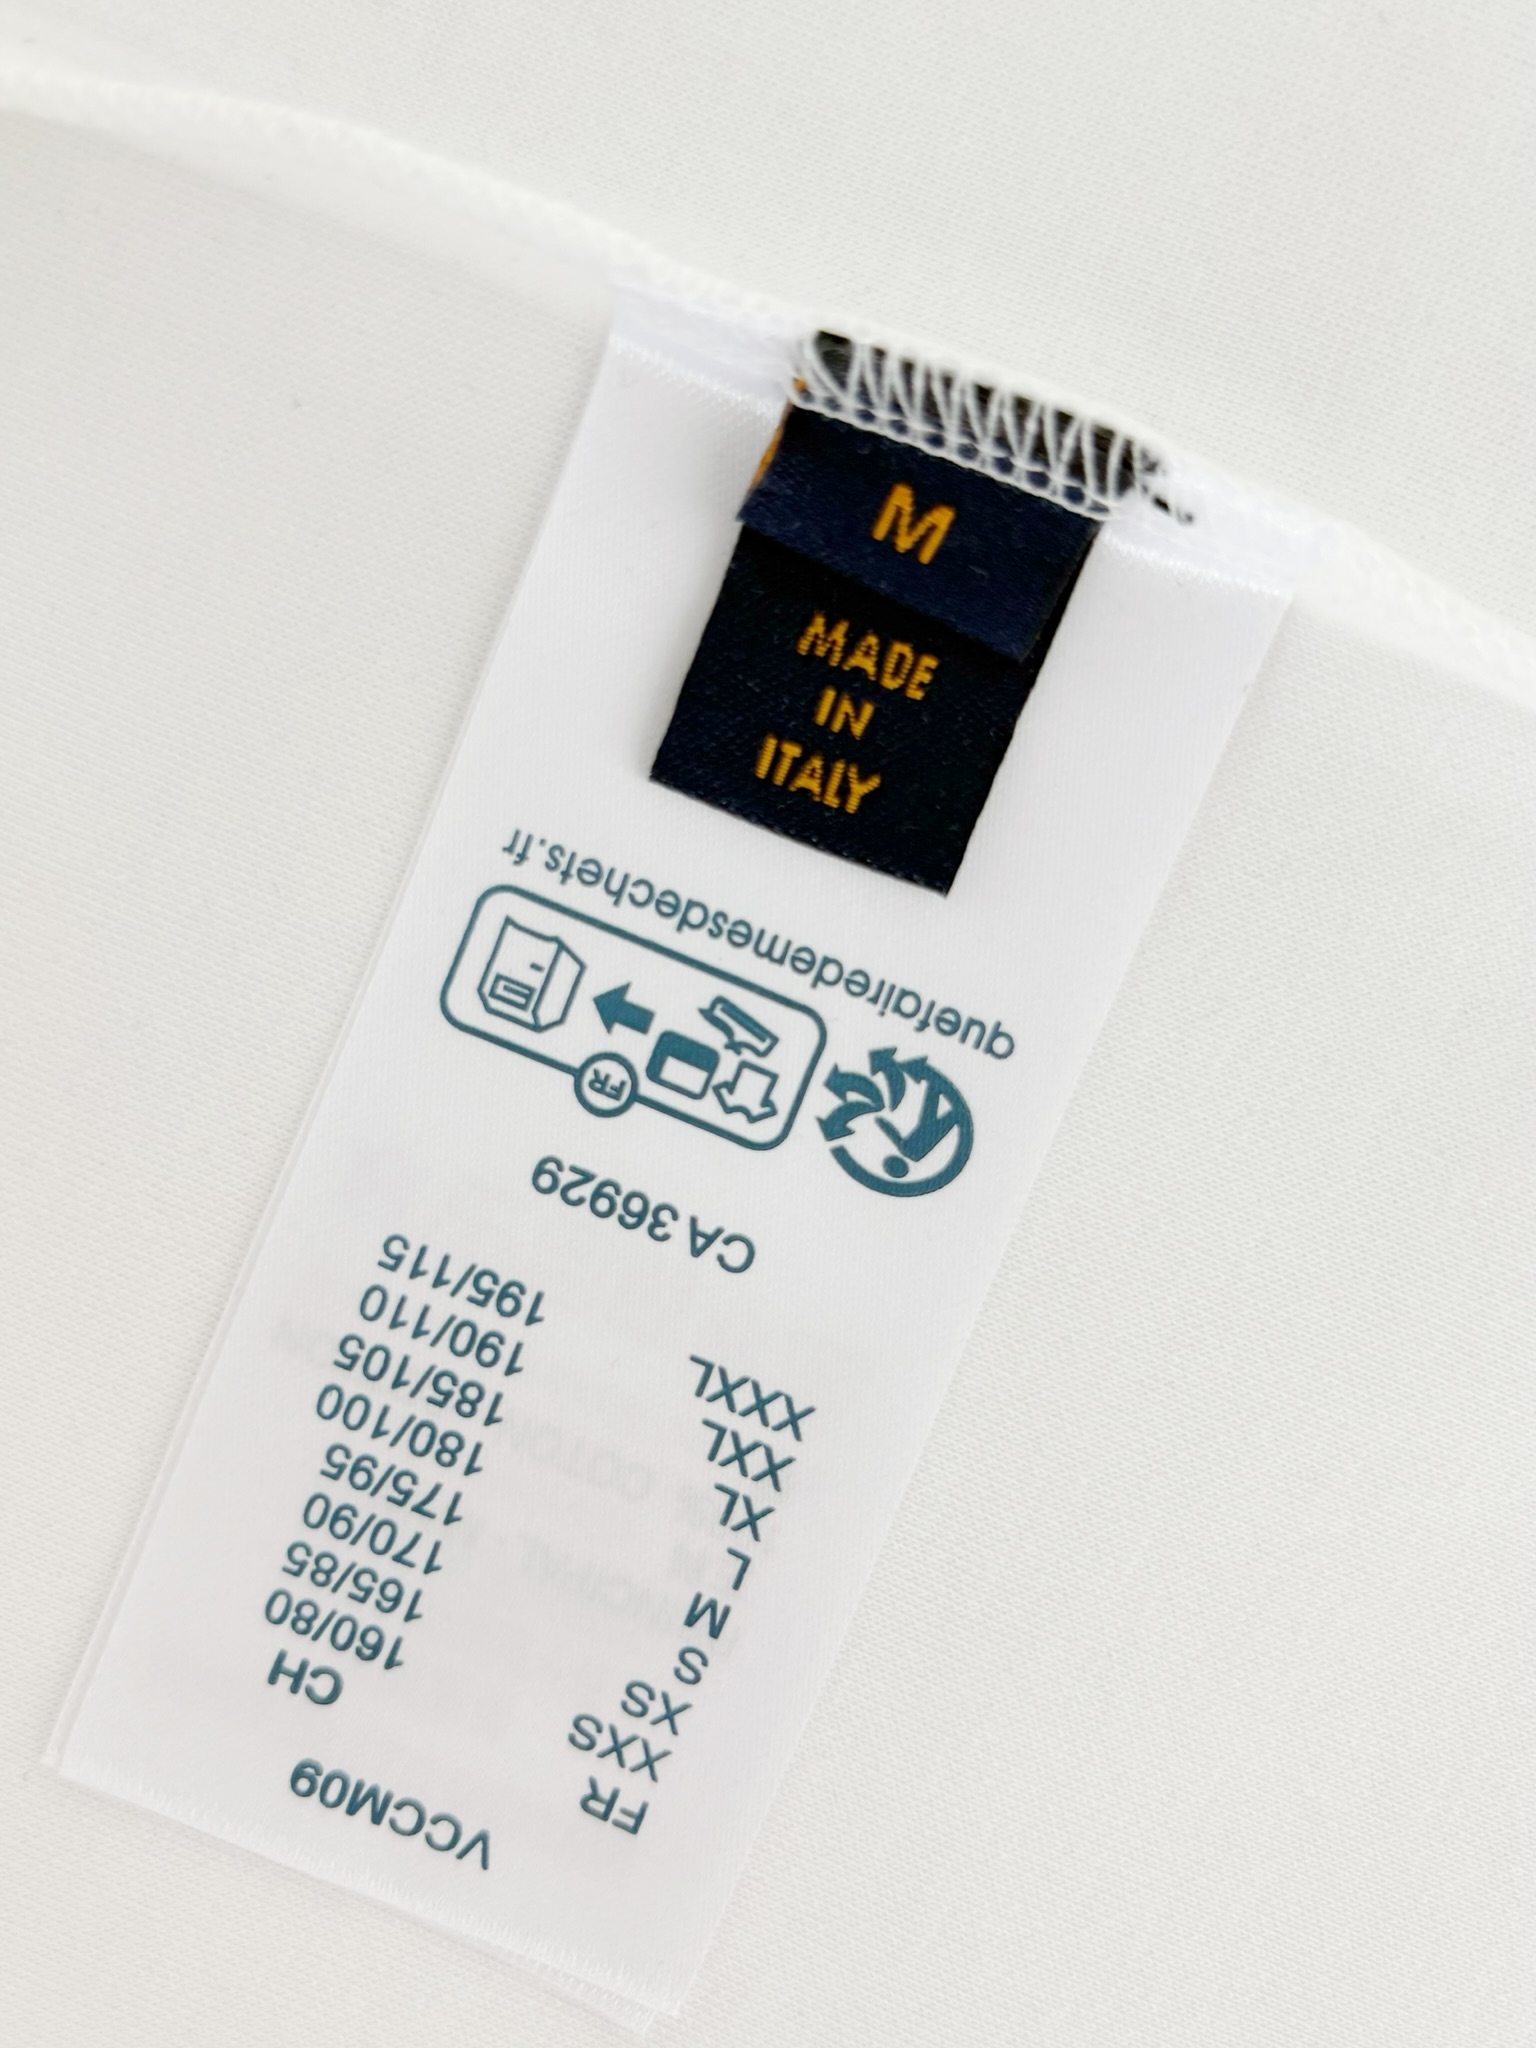 M
MADE
IN
ITALY
VCCM09
FR CH
XXS 160/80
XS 165/85
S 170/90
M 175/95
L 180/100
XL 185/105
XXL 190/110
XXXL 195/115
CA 36929
FR
quefairedemesdechets.fr